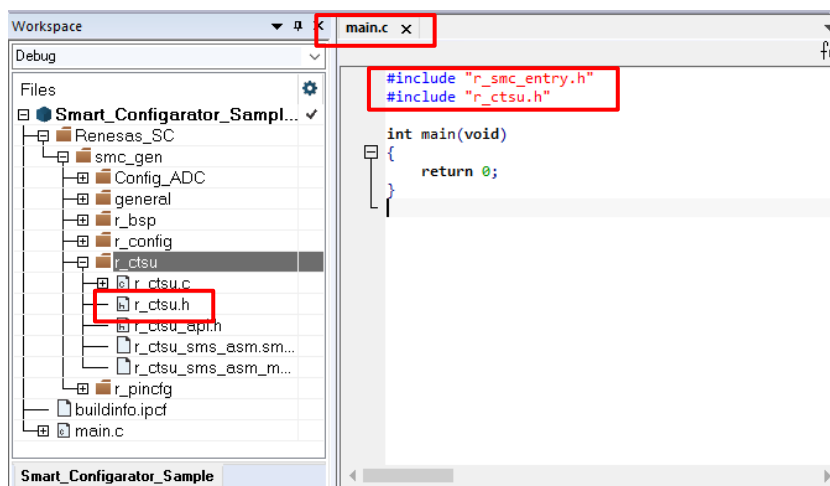 Workspace
main.c
Debug
Files
Smart_Configarator_Sampl...
Renesas_SC
smc_gen
Config_ADC
general
r_bsp
r_config
r_ctsu
r_ctsu.c
r_ctsu.h
r_ctsu_api.h
r_ctsu_sms_asm.sm...
r_ctsu_sms_asm_m...
r_pincfg
buildinfo.ipcf
main.c
Smart_Configarator_Sample
#include "r_smc_entry.h"
#include "r_ctsu.h"
int main(void)
{
return 0;
}